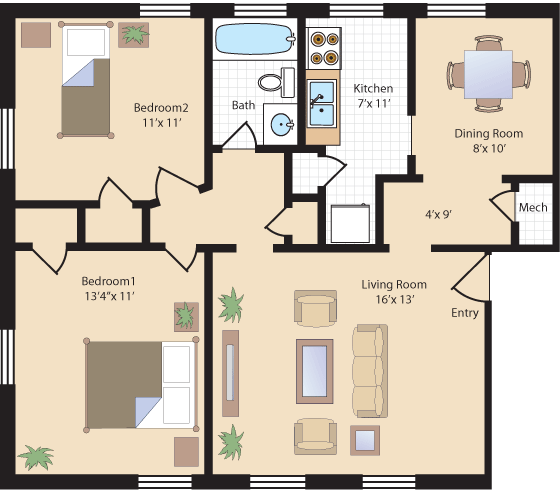 Bedroom2
11'x 11'
Bath
Kitchen
7'x 11'
Dining Room
8'x 10'
4'x 9'
Mech
Bedroom1
13'4"x 11'
Living Room
16'x 13'
Entry